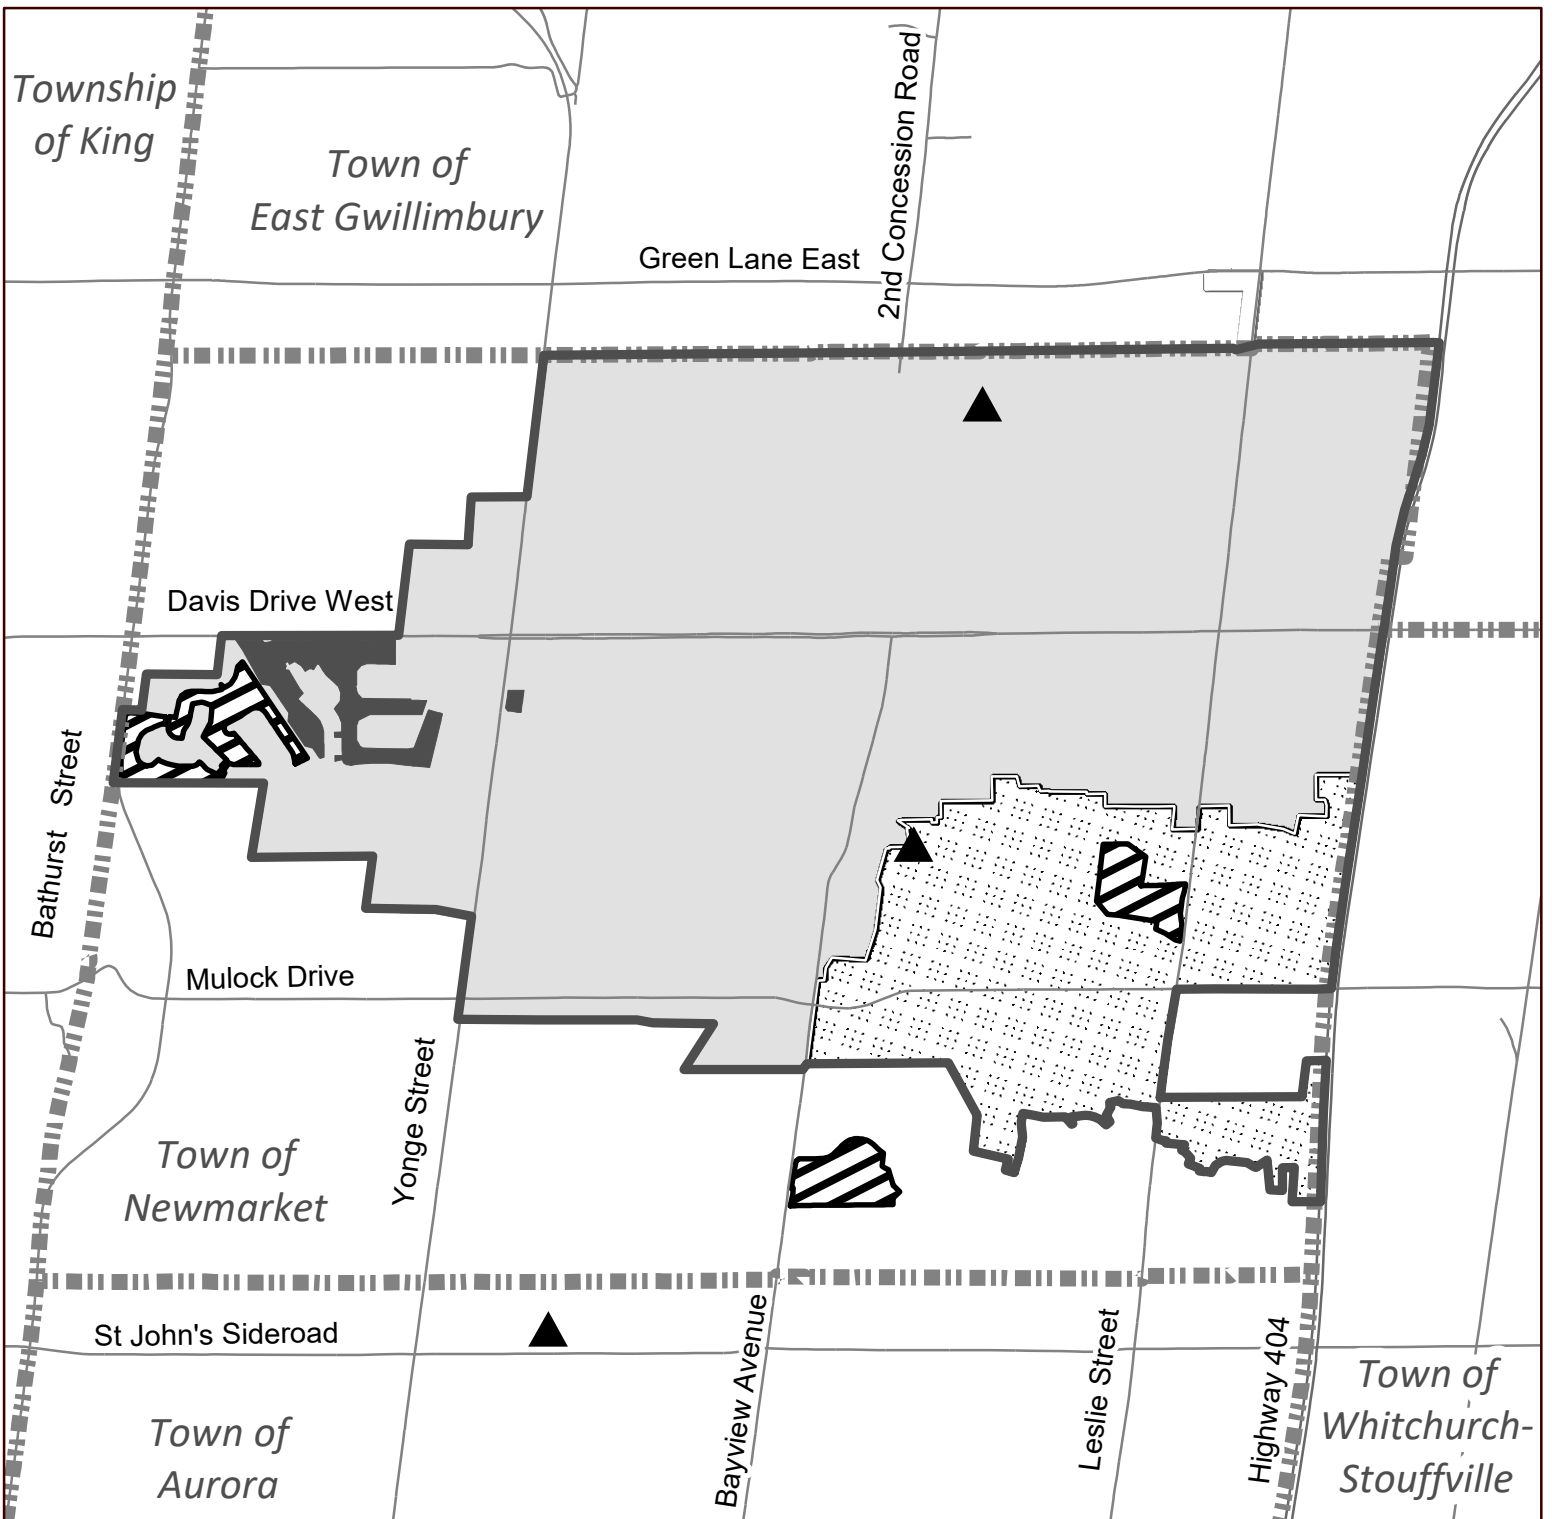 Township
of King
Town of
East Gwillimbury
2nd Concession Road
Green Lane East
Davis Drive West
Bathurst Street
Mulock Drive
Yonge Street
Town of
Newmarket
St John's Sideroad
Bayview Avenue
Leslie Street
Highway 404
Town of
Aurora
Town of
Whitchurch-
Stouffville